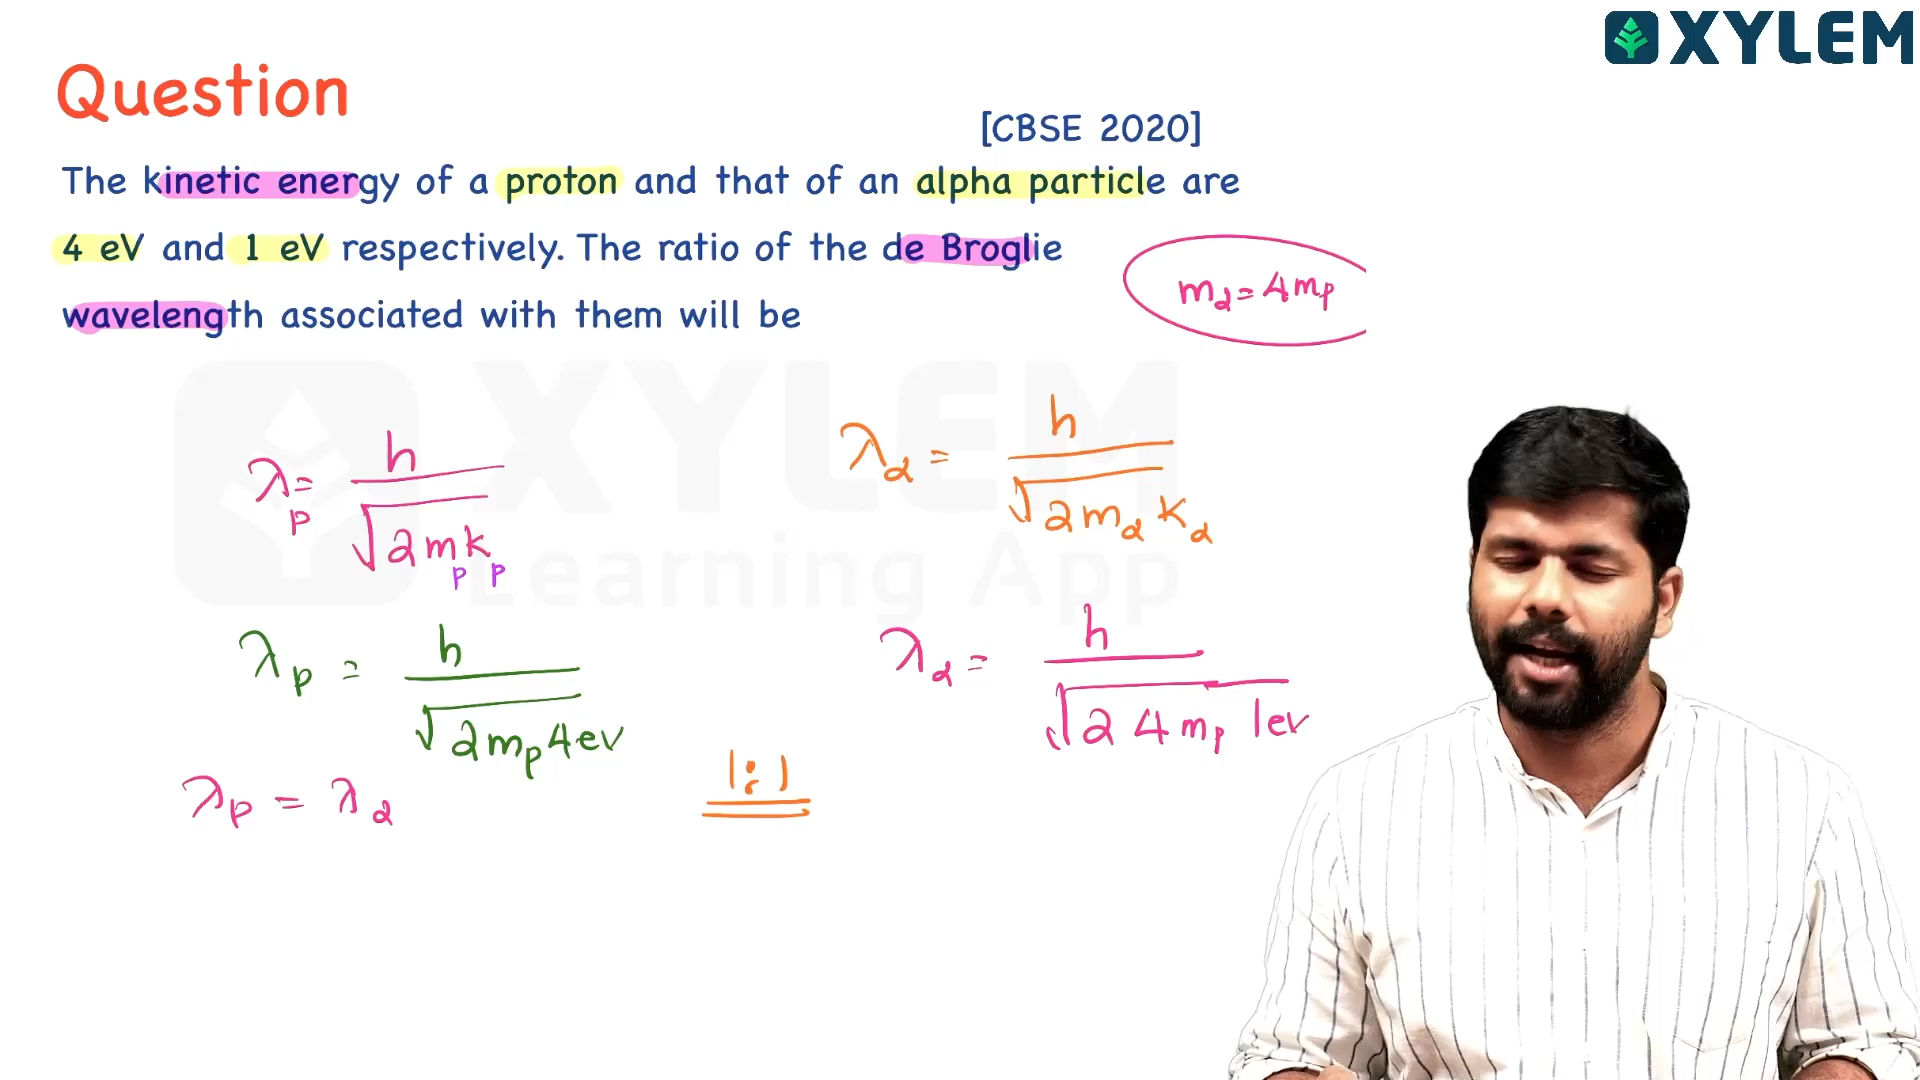 XYLEM
Question
[CBSE 2020]
The kinetic energy of a proton and that of an alpha particle are
4 eV and 1 eV respectively. The ratio of the de Broglie
wavelength associated with them will be
mα = 4mp
XYLEM
Learning App
λp = h / √2mpkp
λα = h / √2mαkα
λp = h / √2mp4ev
λα = h / √2 4mp 1ev
λp = λα
1:1